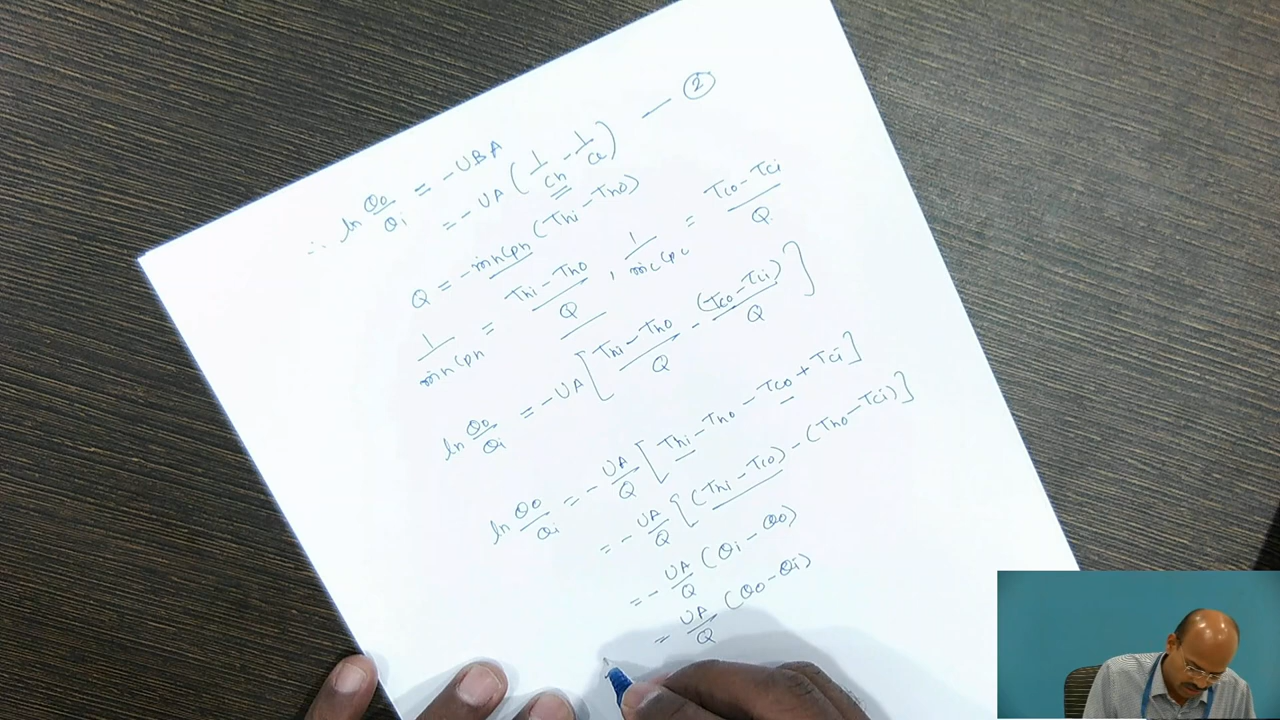 ∴ ln θo/θi = -UBA
= -UA (1/Ch - 1/Cc) — ②
Q = -ṁhCph (Thi - Tho)
1/ṁhCph = Thi - Tho/Q , 1/ṁcCpc = Tco - Tci/Q
ln θo/θi = -UA [Thi - Tho/Q - (Tco - Tci)/Q]
ln θo/θi = - UA/Q [Thi - Tho - Tco + Tci]
= - UA/Q [(Thi - Tco) - (Tho - Tci)]
= - UA/Q (θi - θo)
= UA/Q (θo - θi)